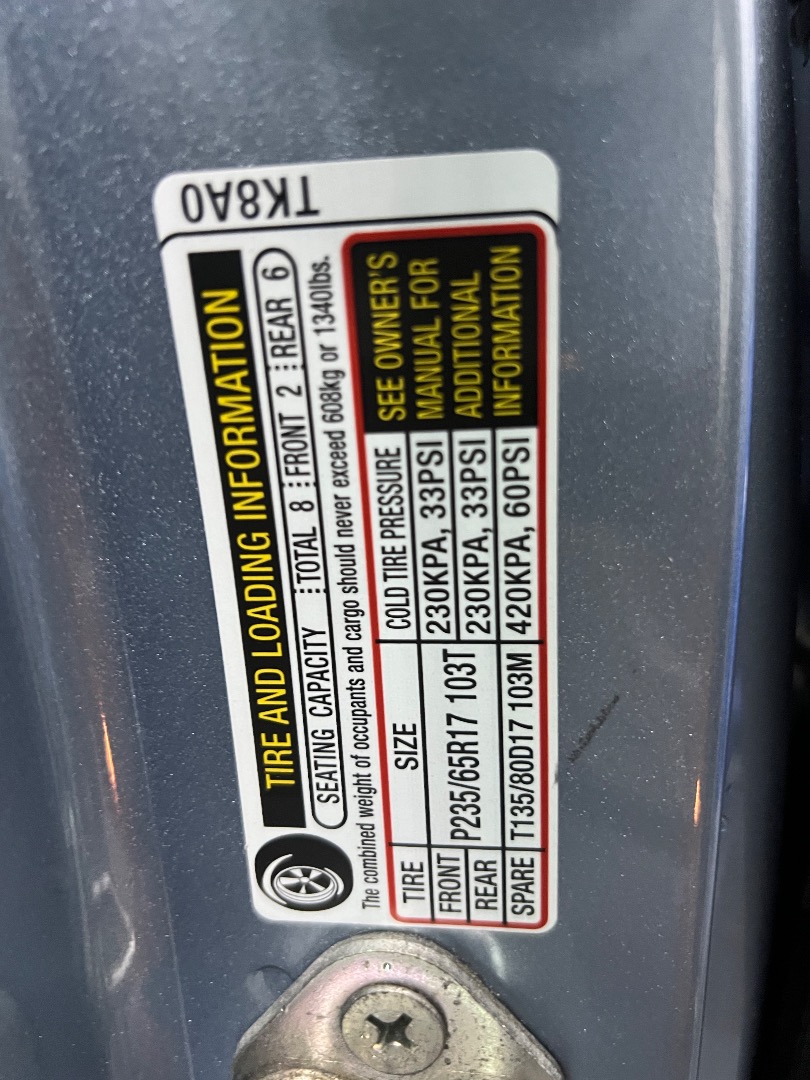 TIRE AND LOADING INFORMATION
SEATING CAPACITY TOTAL 8 FRONT 2 REAR 6
The combined weight of occupants and cargo should never exceed 608kg or 1340lbs.
TIRE SIZE COLD TIRE PRESSURE
FRONT P235/65R17 103T 230KPA, 33PSI
REAR 230KPA, 33PSI
SPARE T135/80D17 103M 420KPA, 60PSI
SEE OWNER'S
MANUAL FOR
ADDITIONAL
INFORMATION
TK8A0